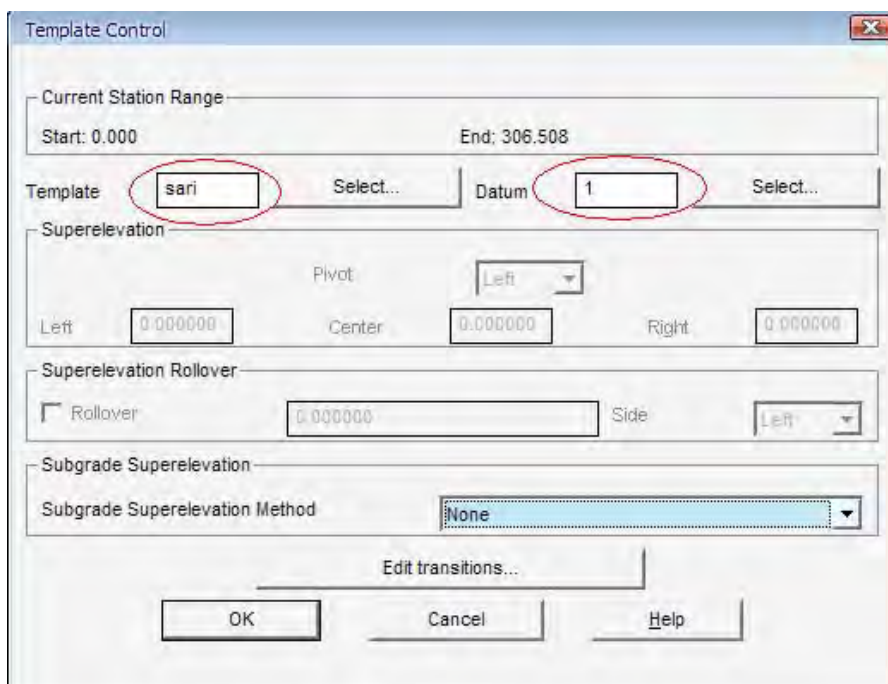 Template Control
Current Station Range
Start: 0.000 End: 306.508
Template sari Select... Datum 1 Select...
Superelevation
Pivot Left
Left 0.000000 Center 0.000000 Right 0.000000
Superelevation Rollover
Rollover 0.000000 Side Left
Subgrade Superelevation
Subgrade Superelevation Method None
Edit transitions...
OK Cancel Help